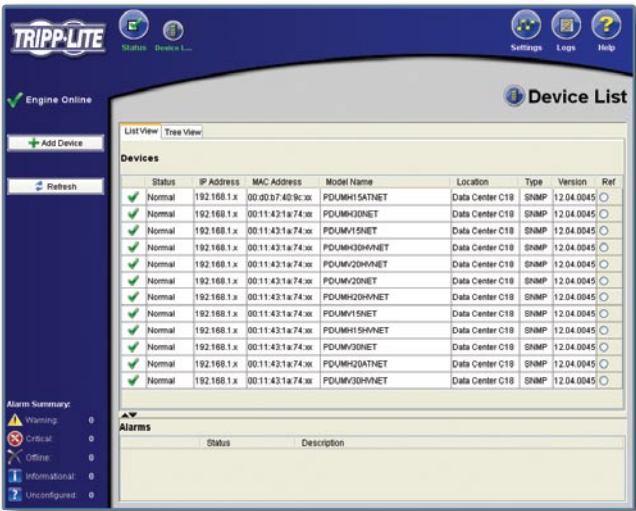 TRIPP·LITE
Status Device L...
Settings Logs Help
Engine Online
Device List
Add Device
Refresh
List View Tree View
Devices
Status IP Address MAC Address Model Name Location Type Version Ref
Normal 192.168.1.x 00:d0:b7:40:9c:xx PDUMH15ATNET Data Center C18 SNMP 12.04.0045
Normal 192.168.1.x 00:11:43:1a:74:xx PDUMH30NET Data Center C18 SNMP 12.04.0045
Normal 192.168.1.x 00:11:43:1a:74:xx PDUMV15NET Data Center C18 SNMP 12.04.0045
Normal 192.168.1.x 00:11:43:1a:74:xx PDUMH30HVNET Data Center C18 SNMP 12.04.0045
Normal 192.168.1.x 00:11:43:1a:74:xx PDUMV20HVNET Data Center C18 SNMP 12.04.0045
Normal 192.168.1.x 00:11:43:1a:74:xx PDUMV20NET Data Center C18 SNMP 12.04.0045
Normal 192.168.1.x 00:11:43:1a:74:xx PDUMH20HVNET Data Center C18 SNMP 12.04.0045
Normal 192.168.1.x 00:11:43:1a:74:xx PDUMV15NET Data Center C18 SNMP 12.04.0045
Normal 192.168.1.x 00:11:43:1a:74:xx PDUMH15HVNET Data Center C18 SNMP 12.04.0045
Normal 192.168.1.x 00:11:43:1a:74:xx PDUMV30NET Data Center C18 SNMP 12.04.0045
Normal 192.168.1.x 00:11:43:1a:74:xx PDUMH20ATNET Data Center C18 SNMP 12.04.0045
Normal 192.168.1.x 00:11:43:1a:74:xx PDUMV30HVNET Data Center C18 SNMP 12.04.0045
Alarm Summary:
Warning: 0
Critical: 0
Offline: 0
Informational: 0
Unconfigured: 0
Alarms
Status Description